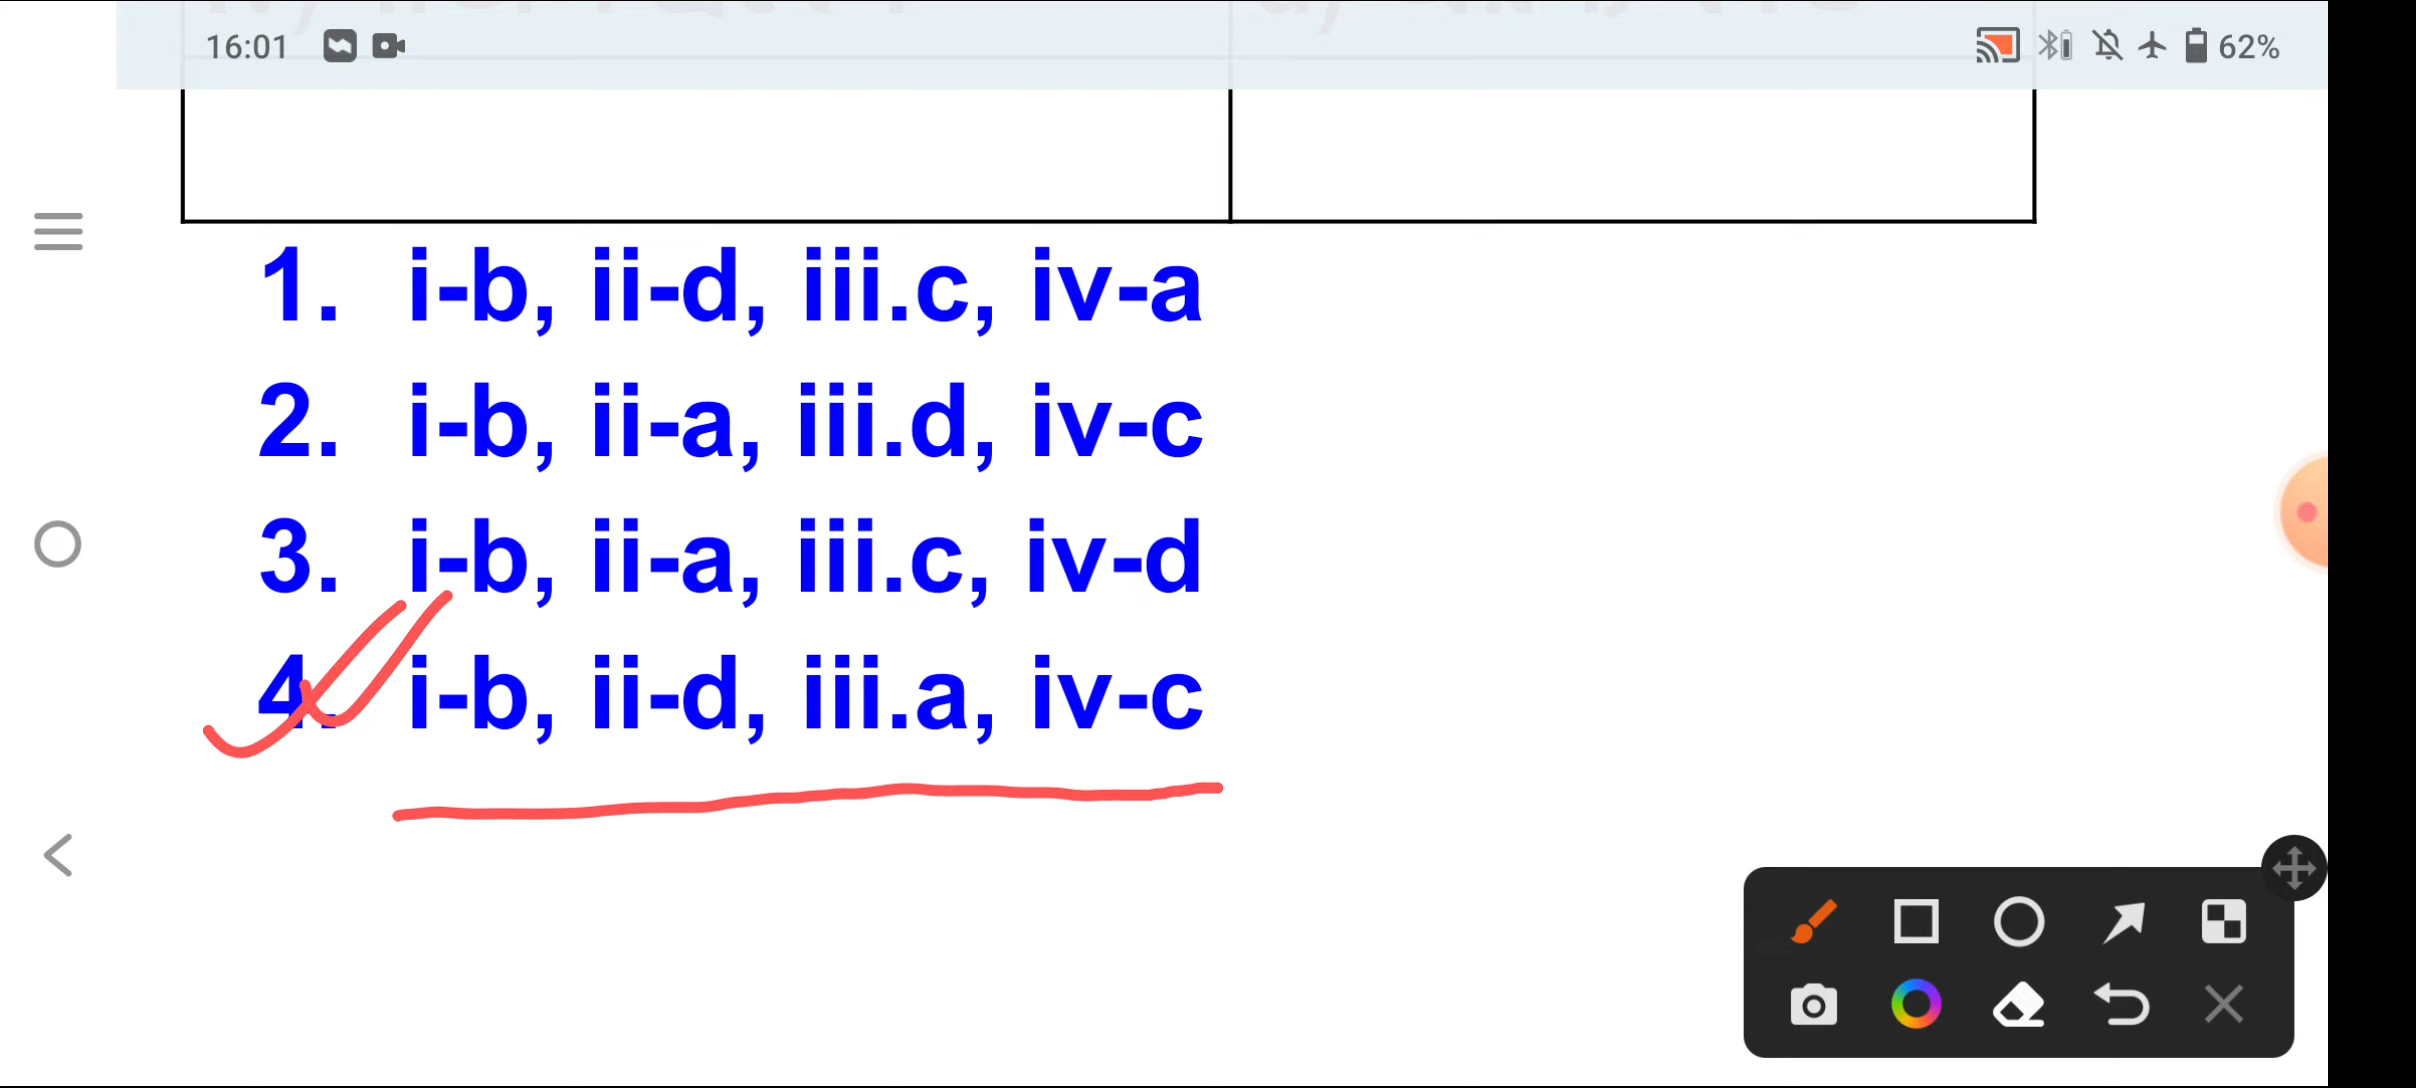 16:01 62%
1. i-b, ii-d, iii.c, iv-a
2. i-b, ii-a, iii.d, iv-c
3. i-b, ii-a, iii.c, iv-d
4. i-b, ii-d, iii.a, iv-c